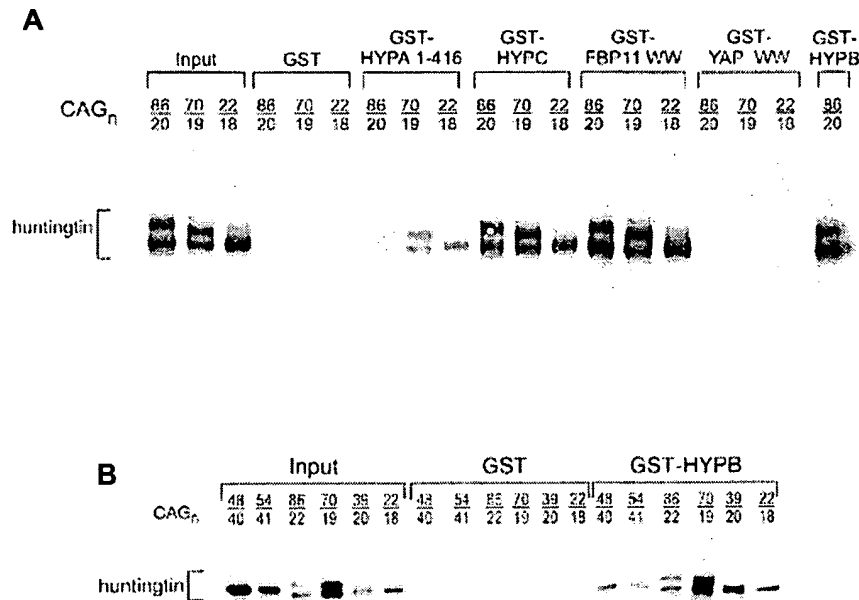 A
Input GST GST-HYPA 1-416 GST-HYPC GST-FBP11 WW GST-YAP WW GST-HYPB
CAGn 86/20 70/19 22/18 86/20 70/19 22/18 86/20 70/19 22/18 86/20 70/19 22/18 86/20 70/19 22/18 86/20 70/19 22/18 86/20
huntingtin
B
Input GST GST-HYPB
CAGn 48/40 54/41 86/22 70/19 39/20 22/18 48/40 54/41 86/22 70/19 39/20 22/18 48/40 54/41 86/22 70/19 39/20 22/18
huntingtin